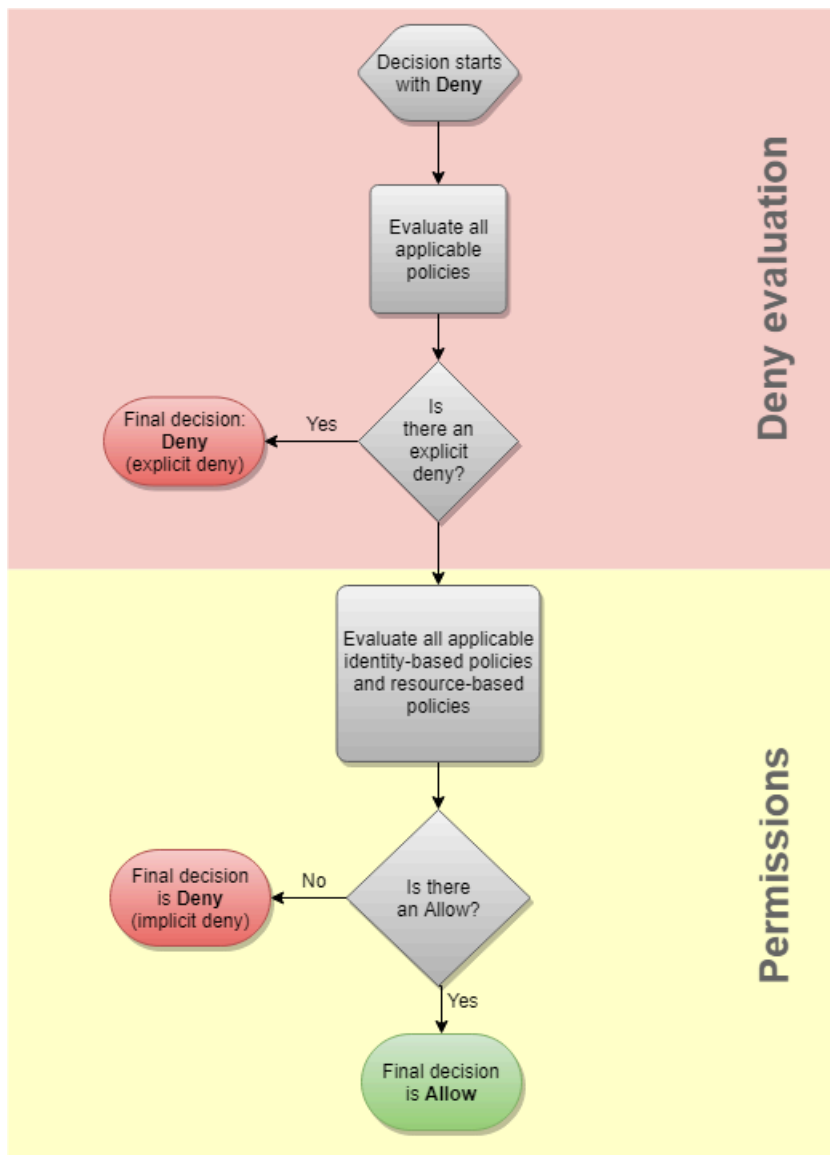 Decision starts
with Deny
Evaluate all
applicable
policies
Is
there an
explicit
deny?
Yes
Final decision:
Deny
(explicit deny)
Deny evaluation
Evaluate all applicable
identity-based policies
and resource-based
policies
Is there
an Allow?
No
Final decision
is Deny
(implicit deny)
Yes
Final decision
is Allow
Permissions